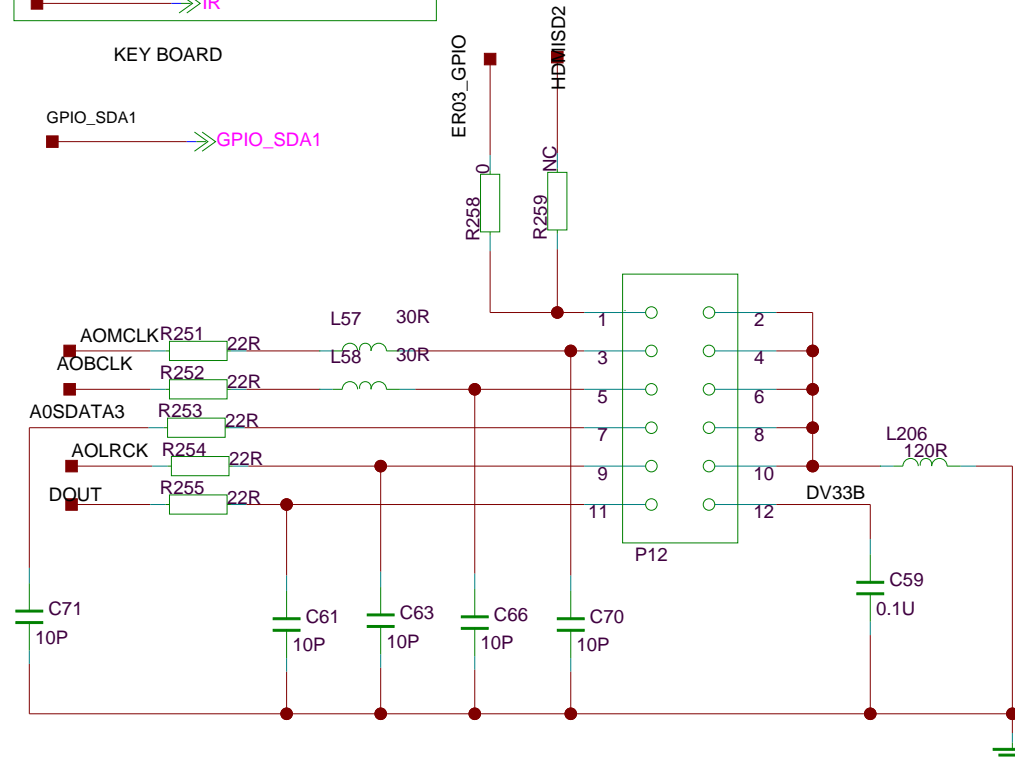 IR
KEY BOARD
GPIO_SDA1
GPIO_SDA1
ER03_GPIO
HDMISD2
0
NC
R258
R259
L57
30R
1
2
AOMCLK
R251
22R
L58
30R
3
4
AOBCLK
R252
22R
5
6
A0SDATA3
R253
22R
7
8
L206
120R
AOLRCK
R254
22R
9
10
DOUT
R255
22R
11
12
DV33B
P12
C71
10P
C61
10P
C63
10P
C66
10P
C70
10P
C59
0.1U